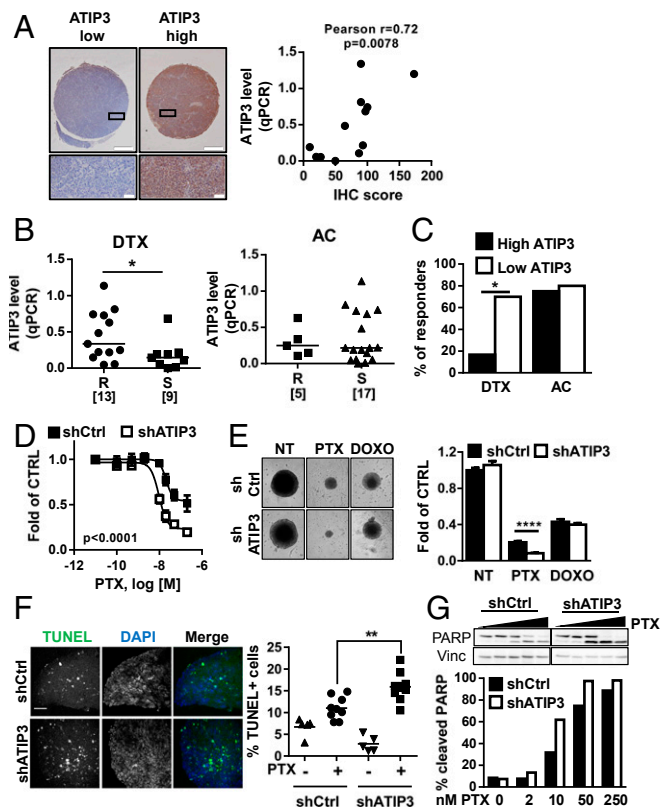 A
ATIP3 low
ATIP3 high
Pearson r=0.72
p=0.0078
ATIP3 level
(qPCR)
1.5
1.0
0.5
0.0
0 50 100 150 200
IHC score
B
DTX
ATIP3 level
(qPCR)
1.5
1.0
0.5
0.0
*
R S
[13] [9]
AC
ATIP3 level
(qPCR)
1.5
1.0
0.5
0.0
R S
[5] [17]
C
High ATIP3
Low ATIP3
% of responders
80
60
40
20
0
*
DTX AC
D
shCtrl shATIP3
Fold of CTRL
1.0
0.5
0.0
p<0.0001
-12 -10 -8 -6
PTX, log [M]
E
NT PTX DOXO
sh
Ctrl
sh
ATIP3
shCtrl shATIP3
Fold of CTRL
1.2
0.8
0.4
0.0
****
NT PTX DOXO
F
TUNEL DAPI Merge
shCtrl
shATIP3
% TUNEL+ cells
25
20
15
10
5
0
**
PTX - + - +
shCtrl shATIP3
G
shCtrl shATIP3
PTX
PARP
Vinc
shCtrl
shATIP3
% cleaved PARP
100
80
60
40
20
0
nM PTX 0 2 10 50 250